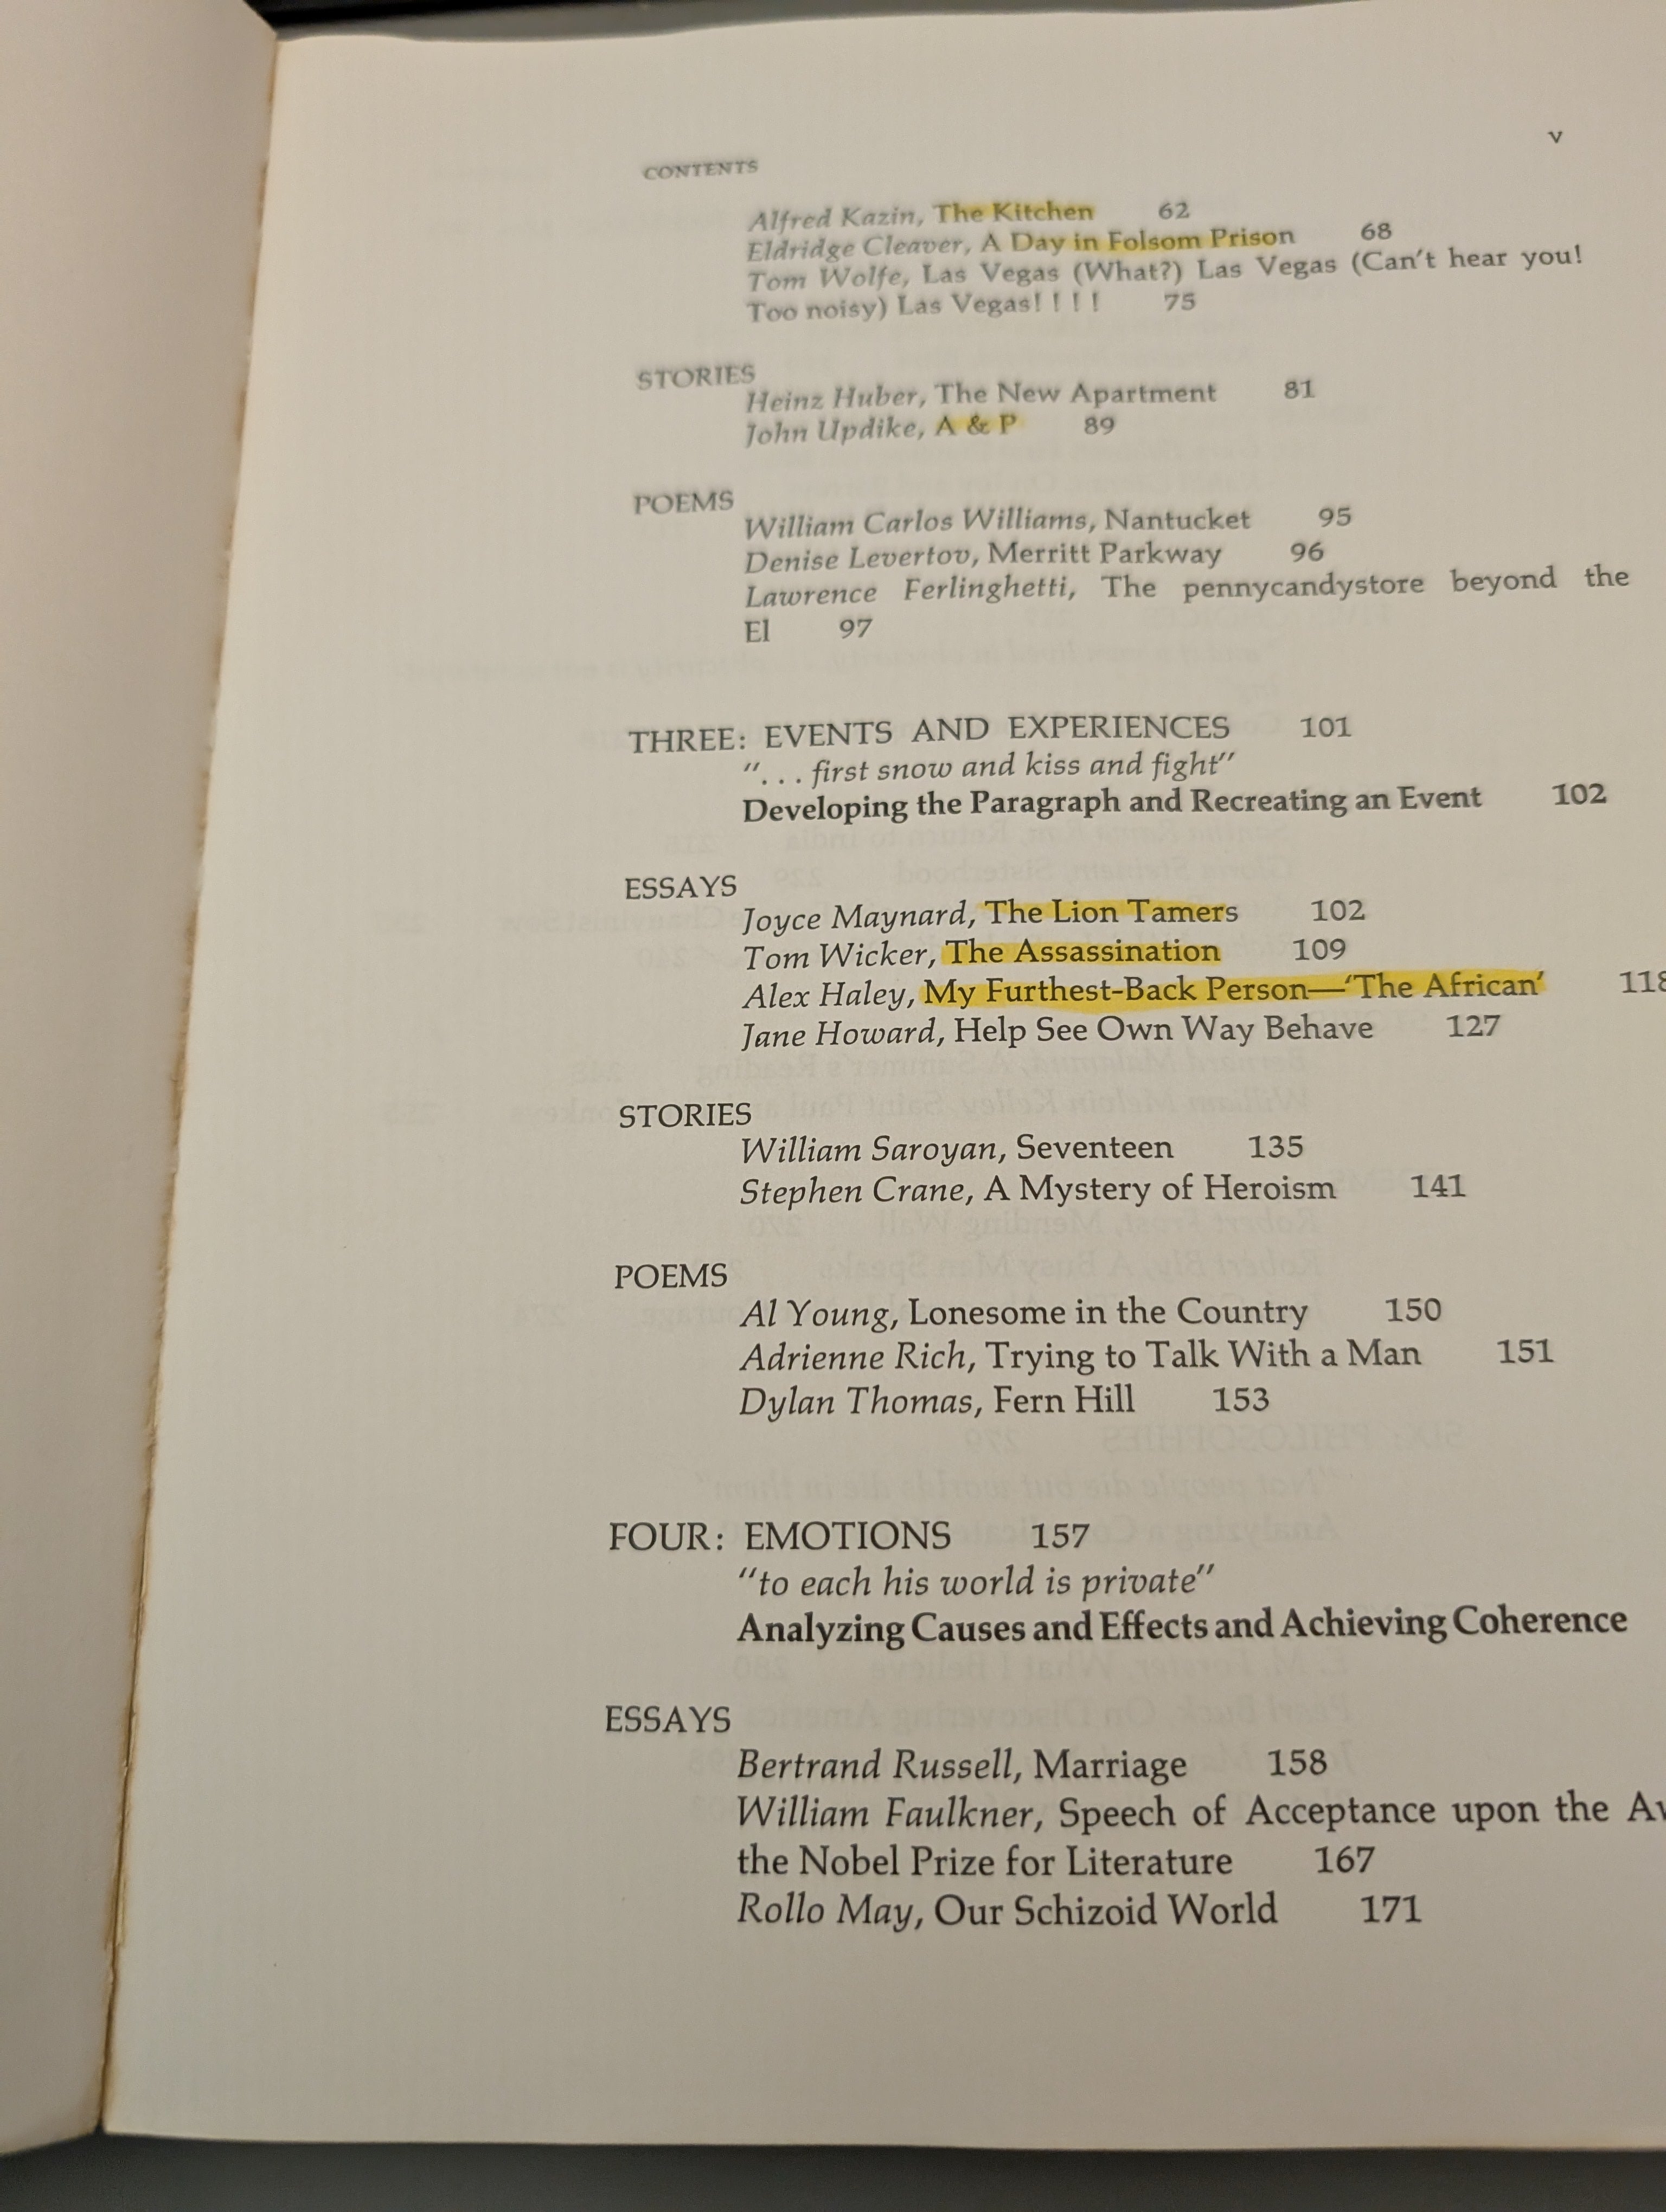 v
CONTENTS
Alfred Kazin, The Kitchen 62
Eldridge Cleaver, A Day in Folsom Prison 68
Tom Wolfe, Las Vegas (What?) Las Vegas (Can't hear you!
Too noisy) Las Vegas! ! ! ! 75
STORIES
Heinz Huber, The New Apartment 81
John Updike, A & P 89
POEMS
William Carlos Williams, Nantucket 95
Denise Levertov, Merritt Parkway 96
Lawrence Ferlinghetti, The pennycandystore beyond the
El 97
THREE: EVENTS AND EXPERIENCES 101
". . . first snow and kiss and fight"
Developing the Paragraph and Recreating an Event 102
ESSAYS
Joyce Maynard, The Lion Tamers 102
Tom Wicker, The Assassination 109
Alex Haley, My Furthest-Back Person—'The African' 118
Jane Howard, Help See Own Way Behave 127
STORIES
William Saroyan, Seventeen 135
Stephen Crane, A Mystery of Heroism 141
POEMS
Al Young, Lonesome in the Country 150
Adrienne Rich, Trying to Talk With a Man 151
Dylan Thomas, Fern Hill 153
FOUR: EMOTIONS 157
"to each his world is private"
Analyzing Causes and Effects and Achieving Coherence
ESSAYS
Bertrand Russell, Marriage 158
William Faulkner, Speech of Acceptance upon the
the Nobel Prize for Literature 167
Rollo May, Our Schizoid World 171